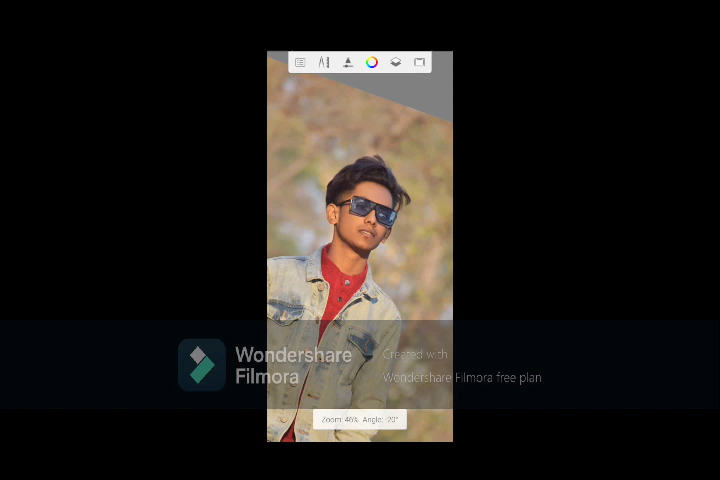 Wondershare
Filmora
Created with
Wondershare Filmora free plan
Zoom: 46% Angle: -20°